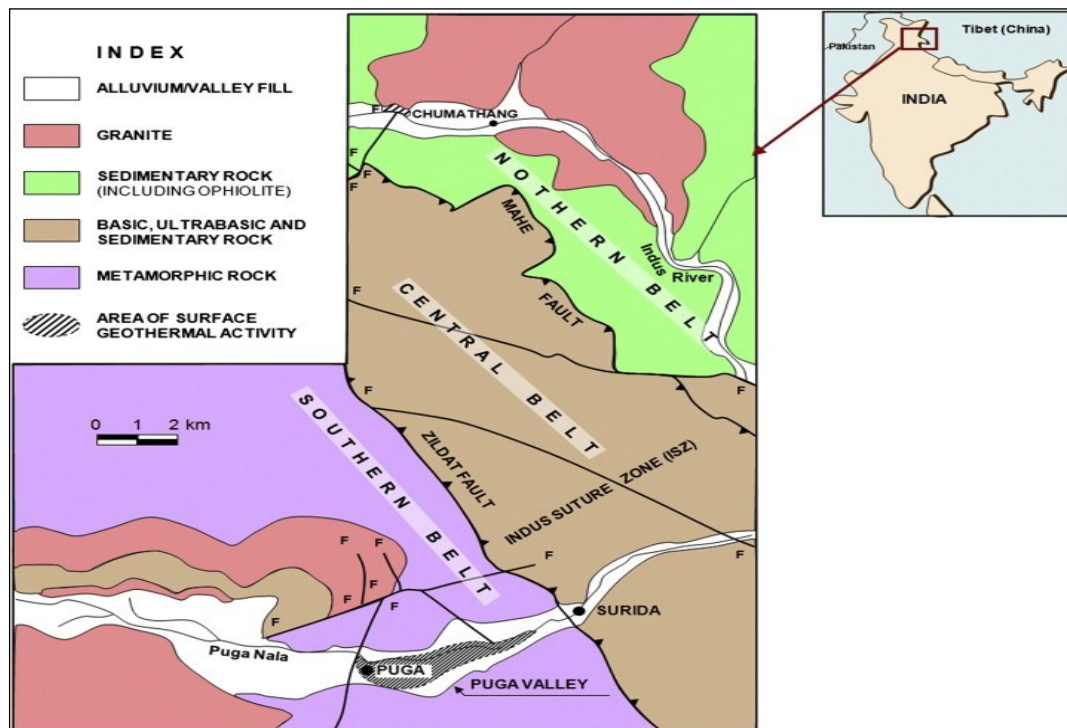 INDEX
ALLUVIUM/VALLEY FILL
GRANITE
SEDIMENTARY ROCK
(INCLUDING OPHIOLITE)
BASIC, ULTRABASIC AND
SEDIMENTARY ROCK
METAMORPHIC ROCK
AREA OF SURFACE
GEOTHERMAL ACTIVITY
0 1 2 km
Tibet (China)
Pakistan
INDIA
F
CHUMATHANG
F
F
F
NOTHERN BELT
MAHE
FAULT
Indus
River
F
CENTRAL BELT
F
F
SOUTHERN BELT
ZILDAT FAULT
INDUS SUTURE ZONE (ISZ)
F
F
F
F
F
F
F
F
SURIDA
Puga Nala
PUGA
PUGA VALLEY